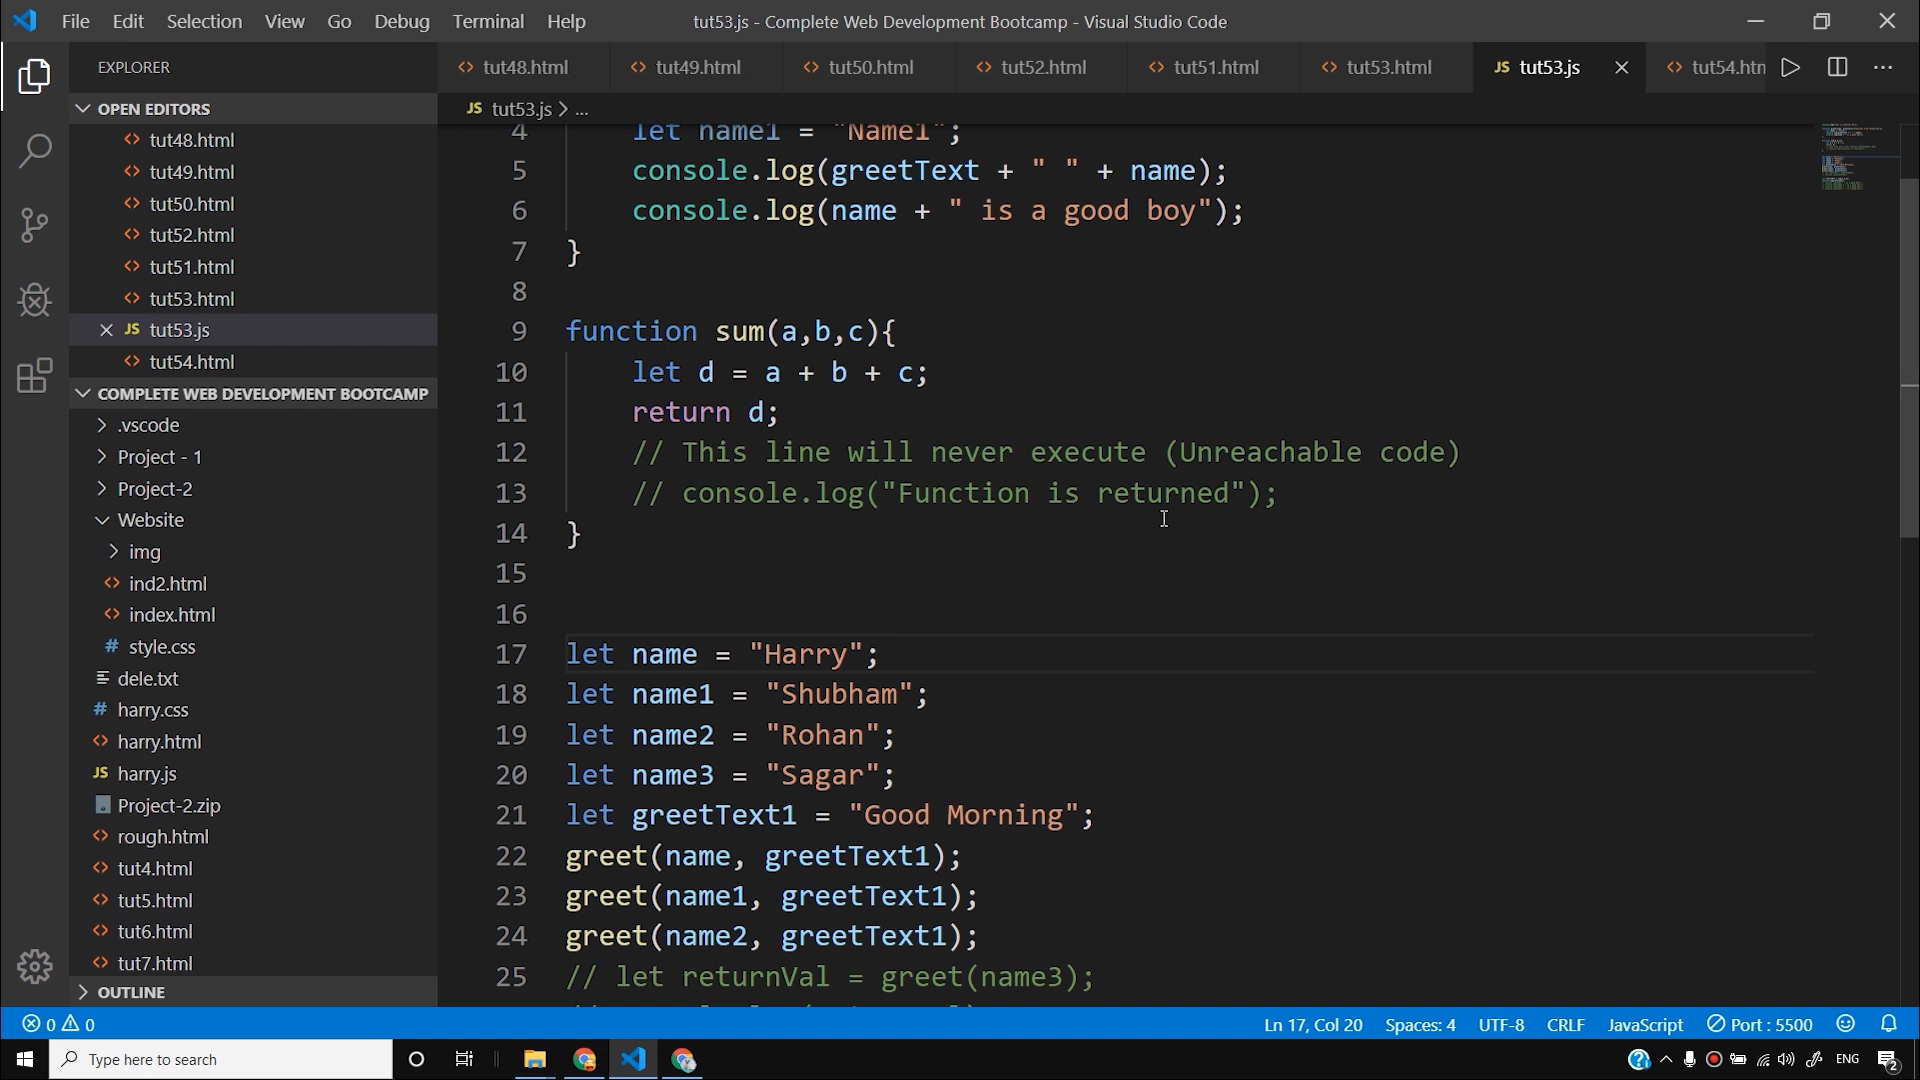 File Edit Selection View Go Debug Terminal Help
tut53.js - Complete Web Development Bootcamp - Visual Studio Code
EXPLORER
tut48.html tut49.html tut50.html tut52.html tut51.html tut53.html JS tut53.js tut54.htm
OPEN EDITORS
tut48.html
tut49.html
tut50.html
tut52.html
tut51.html
tut53.html
JS tut53.js
tut54.html
COMPLETE WEB DEVELOPMENT BOOTCAMP
.vscode
Project - 1
Project-2
Website
img
ind2.html
index.html
# style.css
dele.txt
# harry.css
harry.html
JS harry.js
Project-2.zip
rough.html
tut4.html
tut5.html
tut6.html
tut7.html
OUTLINE
JS tut53.js > ...
4 let name1 = "Name1";
5 console.log(greetText + " " + name);
6 console.log(name + " is a good boy");
7 }
8
9 function sum(a,b,c){
10 let d = a + b + c;
11 return d;
12 // This line will never execute (Unreachable code)
13 // console.log("Function is returned");
14 }
15
16
17 let name = "Harry";
18 let name1 = "Shubham";
19 let name2 = "Rohan";
20 let name3 = "Sagar";
21 let greetText1 = "Good Morning";
22 greet(name, greetText1);
23 greet(name1, greetText1);
24 greet(name2, greetText1);
25 // let returnVal = greet(name3);
0 0 Ln 17, Col 20 Spaces: 4 UTF-8 CRLF JavaScript Port : 5500
Type here to search
ENG
2